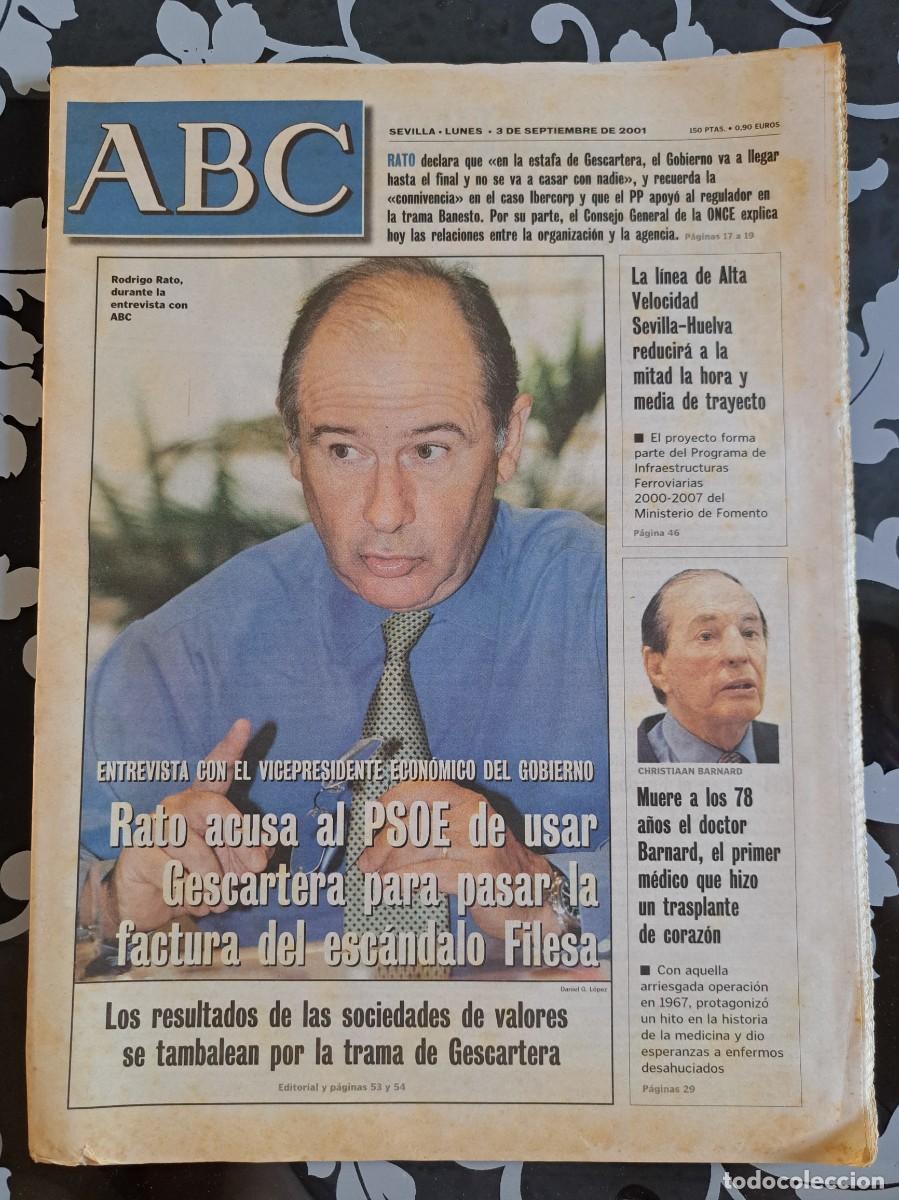 ABC
SEVILLA • LUNES • 3 DE SEPTIEMBRE DE 2001
150 PTAS. • 0,90 EUROS
RATO declara que «en la estafa de Gescartera, el Gobierno va a llegar
hasta el final y no se va a casar con nadie», y recuerda la
«connivencia» en el caso Ibercorp y que el PP apoyó al regulador en
la trama Banesto. Por su parte, el Consejo General de la ONCE explica
hoy las relaciones entre la organización y la agencia. Páginas 17 a 19
Rodrigo Rato,
durante la
entrevista con
ABC
ENTREVISTA CON EL VICEPRESIDENTE ECONÓMICO DEL GOBIERNO
Rato acusa al PSOE de usar
Gescartera para pasar la
factura del escándalo Filesa
Daniel G. López
Los resultados de las sociedades de valores
se tambalean por la trama de Gescartera
Editorial y páginas 53 y 54
La línea de Alta
Velocidad
Sevilla-Huelva
reducirá a la
mitad la hora y
media de trayecto
■ El proyecto forma
parte del Programa de
Infraestructuras
Ferroviarias
2000-2007 del
Ministerio de Fomento
Página 46
CHRISTIAAN BARNARD
Muere a los 78
años el doctor
Barnard, el primer
médico que hizo
un trasplante
de corazón
■ Con aquella
arriesgada operación
en 1967, protagonizó
un hito en la historia
de la medicina y dio
esperanzas a enfermos
desahuciados
Páginas 29
todocoleccion